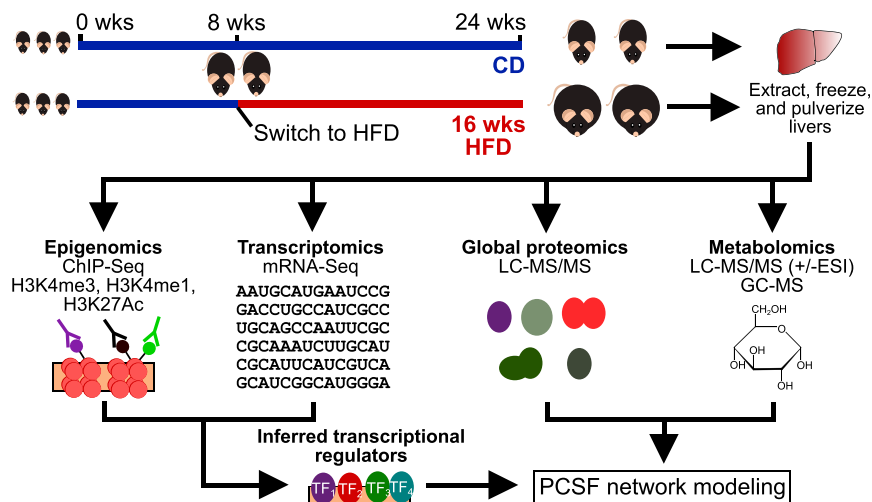 0 wks 8 wks 24 wks
CD
Switch to HFD
16 wks
HFD
Extract, freeze,
and pulverize
livers
Epigenomics
ChIP-Seq
H3K4me3, H3K4me1,
H3K27Ac
Transcriptomics
mRNA-Seq
AAUGCAUGAAUCCG
GACCUGCCAUCGCC
UGCAGCCAAUUCGC
CGCAAAUCUUGCAU
CGCAUUCAUCGUCA
GCAUCGGCAUGGGA
Global proteomics
LC-MS/MS
Metabolomics
LC-MS/MS (+/-ESI)
GC-MS
CH₂OH
O
OH
OH
OH
OH
Inferred transcriptional
regulators
TF₁ TF₂ TF₃ TF₄
PCSF network modeling